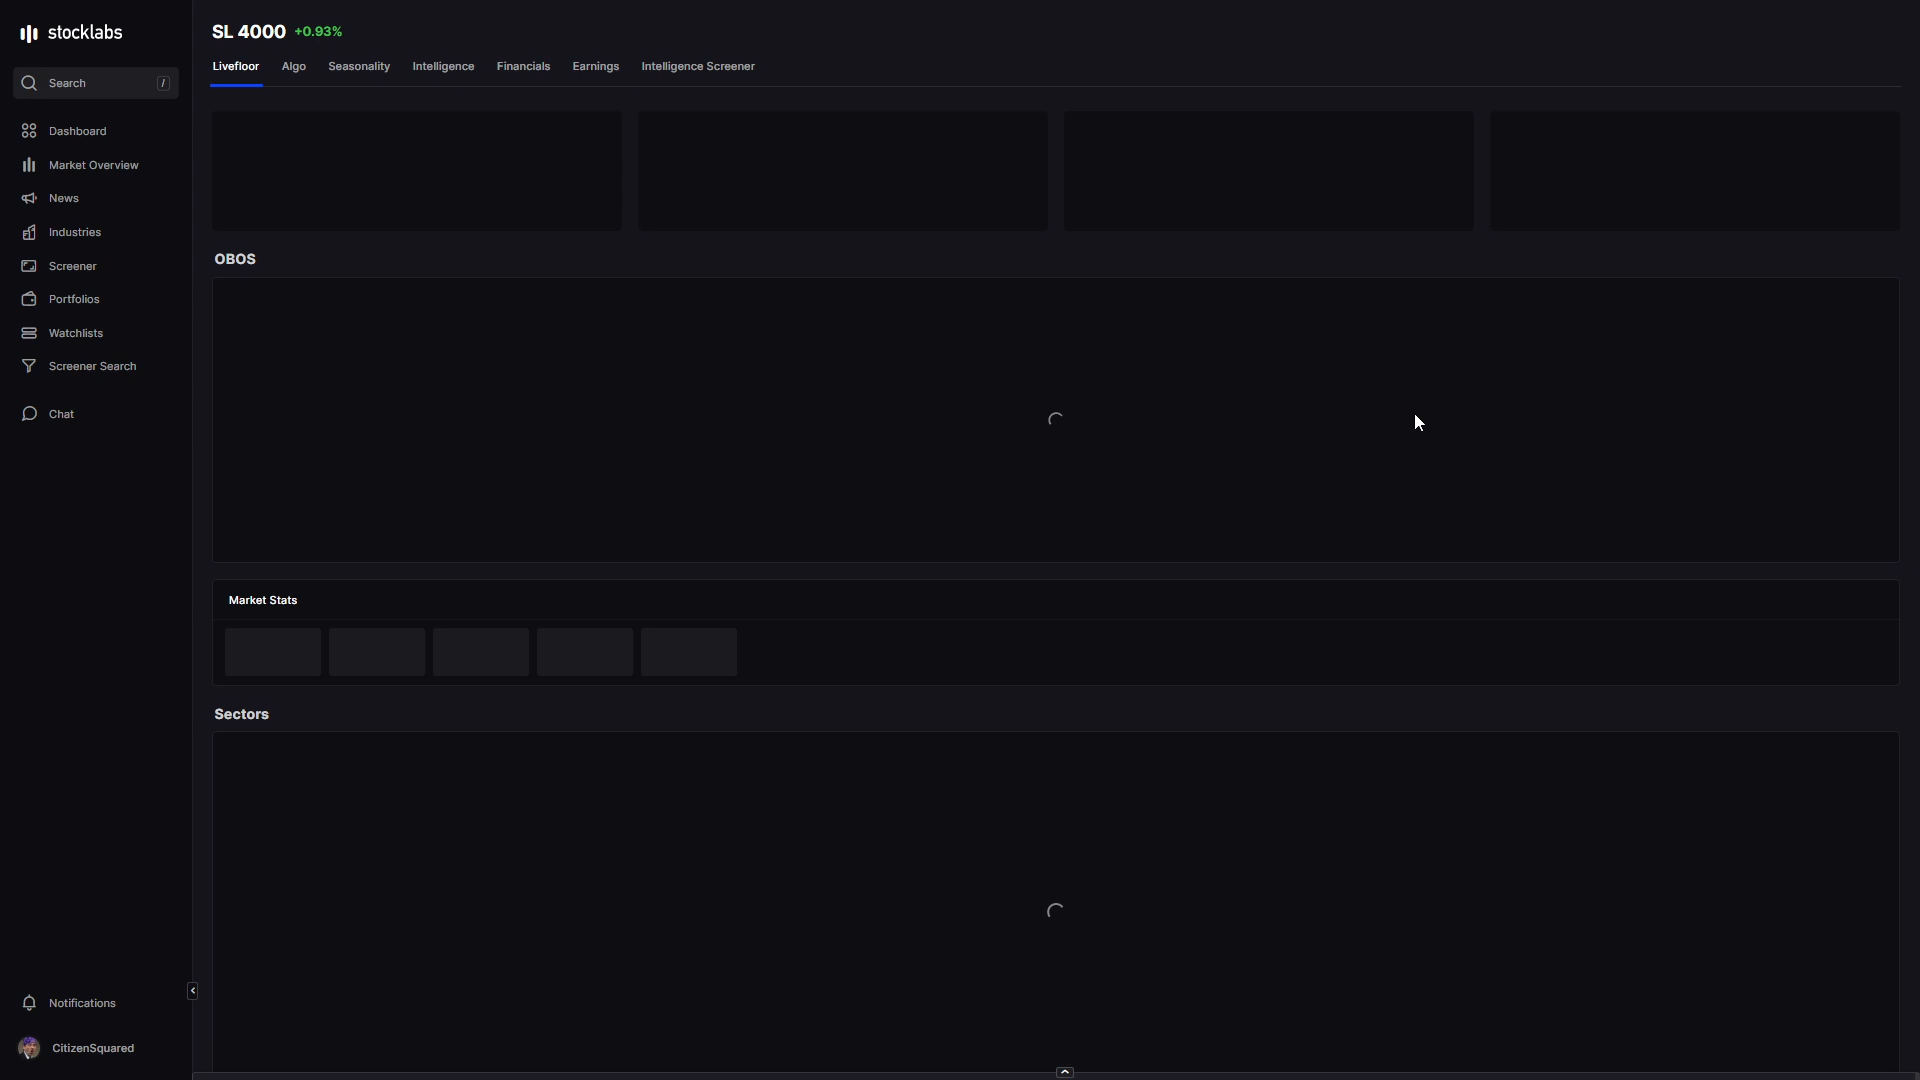 stocklabs
Search /
Dashboard
Market Overview
News
Industries
Screener
Portfolios
Watchlists
Screener Search
Chat
Notifications
CitizenSquared
SL 4000 +0.93%
Livefloor Algo Seasonality Intelligence Financials Earnings Intelligence Screener
OBOS
Market Stats
Sectors